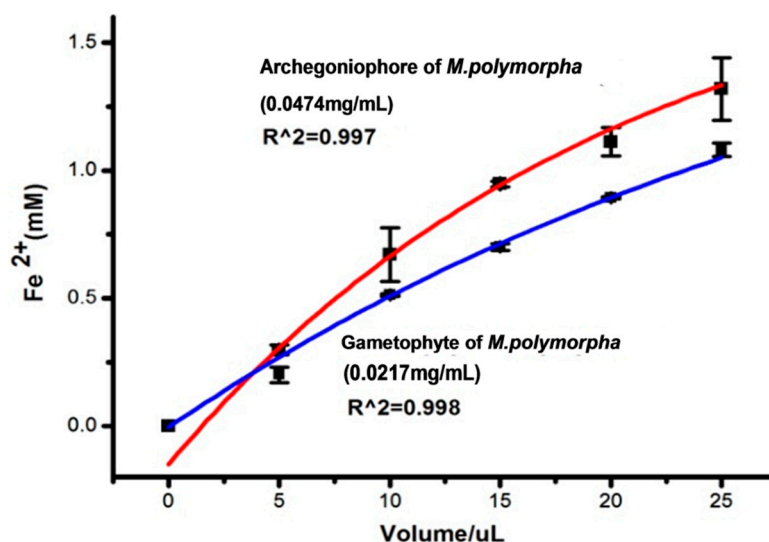 1.5
Archegoniophore of M.polymorpha
(0.0474mg/mL)
R^2=0.997
1.0
Fe 2+(mM)
0.5
Gametophyte of M.polymorpha
(0.0217mg/mL)
R^2=0.998
0.0
0 5 10 15 20 25
Volume/uL